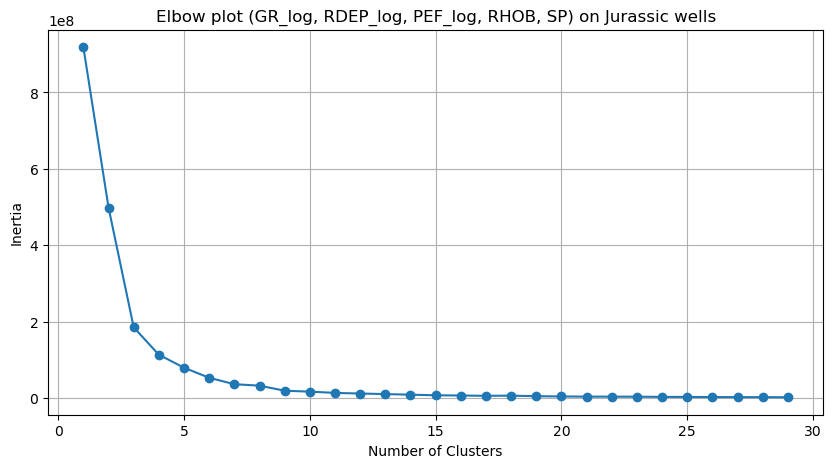 Elbow plot (GR_log, RDEP_log, PEF_log, RHOB, SP) on Jurassic wells
1e8
8
6
4
2
0
Inertia
0 5 10 15 20 25 30
Number of Clusters